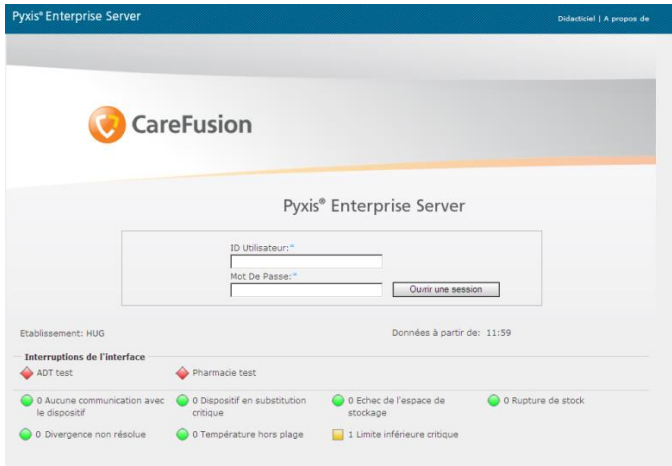 Pyxis® Enterprise Server
Didacticiel | A propos de
CareFusion
Pyxis® Enterprise Server
ID Utilisateur:*
Mot De Passe:*
Ouvrir une session
Etablissement: HUG
Données à partir de: 11:59
Interruptions de l'interface
ADT test
Pharmacie test
0 Aucune communication avec
le dispositif
0 Dispositif en substitution
critique
0 Echec de l'espace de
stockage
0 Rupture de stock
0 Divergence non résolue
0 Température hors plage
1 Limite inférieure critique